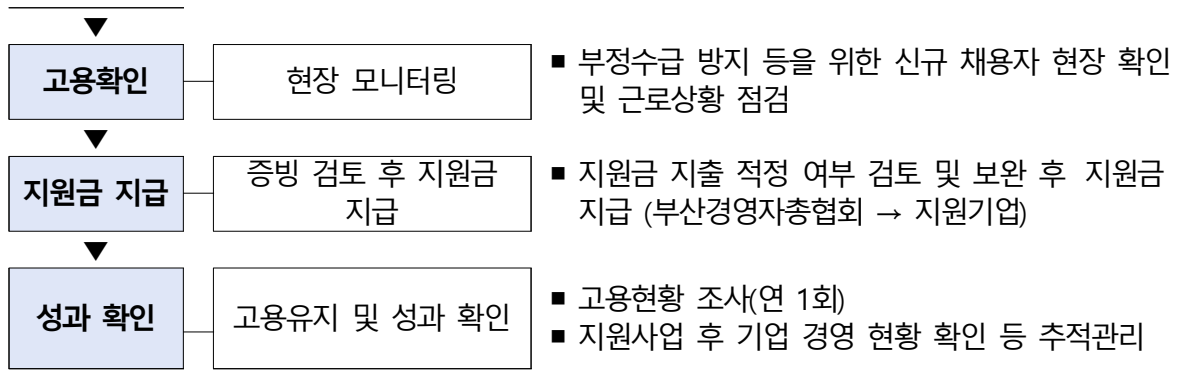 ▼
고용확인
현장 모니터링
▪ 부정수급 방지 등을 위한 신규 채용자 현장 확인
및 근로상황 점검
▼
지원금 지급
증빙 검토 후 지원금
지급
▪ 지원금 지출 적정 여부 검토 및 보완 후 지원금
지급 (부산경영자총협회 → 지원기업)
▼
성과 확인
고용유지 및 성과 확인
▪ 고용현황 조사(연 1회)
▪ 지원사업 후 기업 경영 현황 확인 등 추적관리